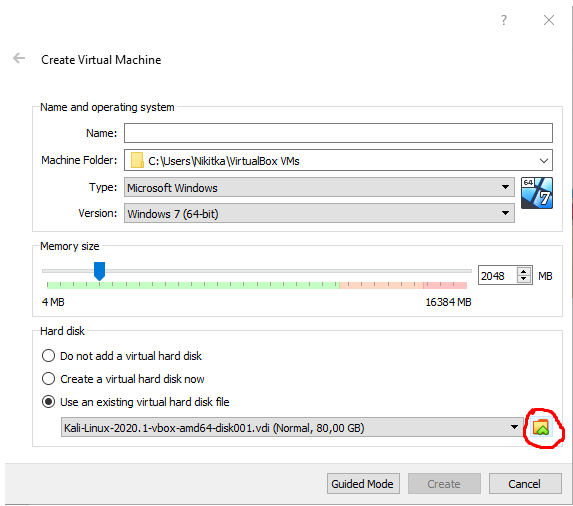 ?
Create Virtual Machine
Name and operating system
Name:
Machine Folder: C:\Users\Nikitka\VirtualBox VMs
Type: Microsoft Windows
64
7
Version: Windows 7 (64-bit)
Memory size
2048 MB
4 MB 16384 MB
Hard disk
Do not add a virtual hard disk
Create a virtual hard disk now
Use an existing virtual hard disk file
Kali-Linux-2020.1-vbox-amd64-disk001.vdi (Normal, 80,00 GB)
Guided Mode Create Cancel